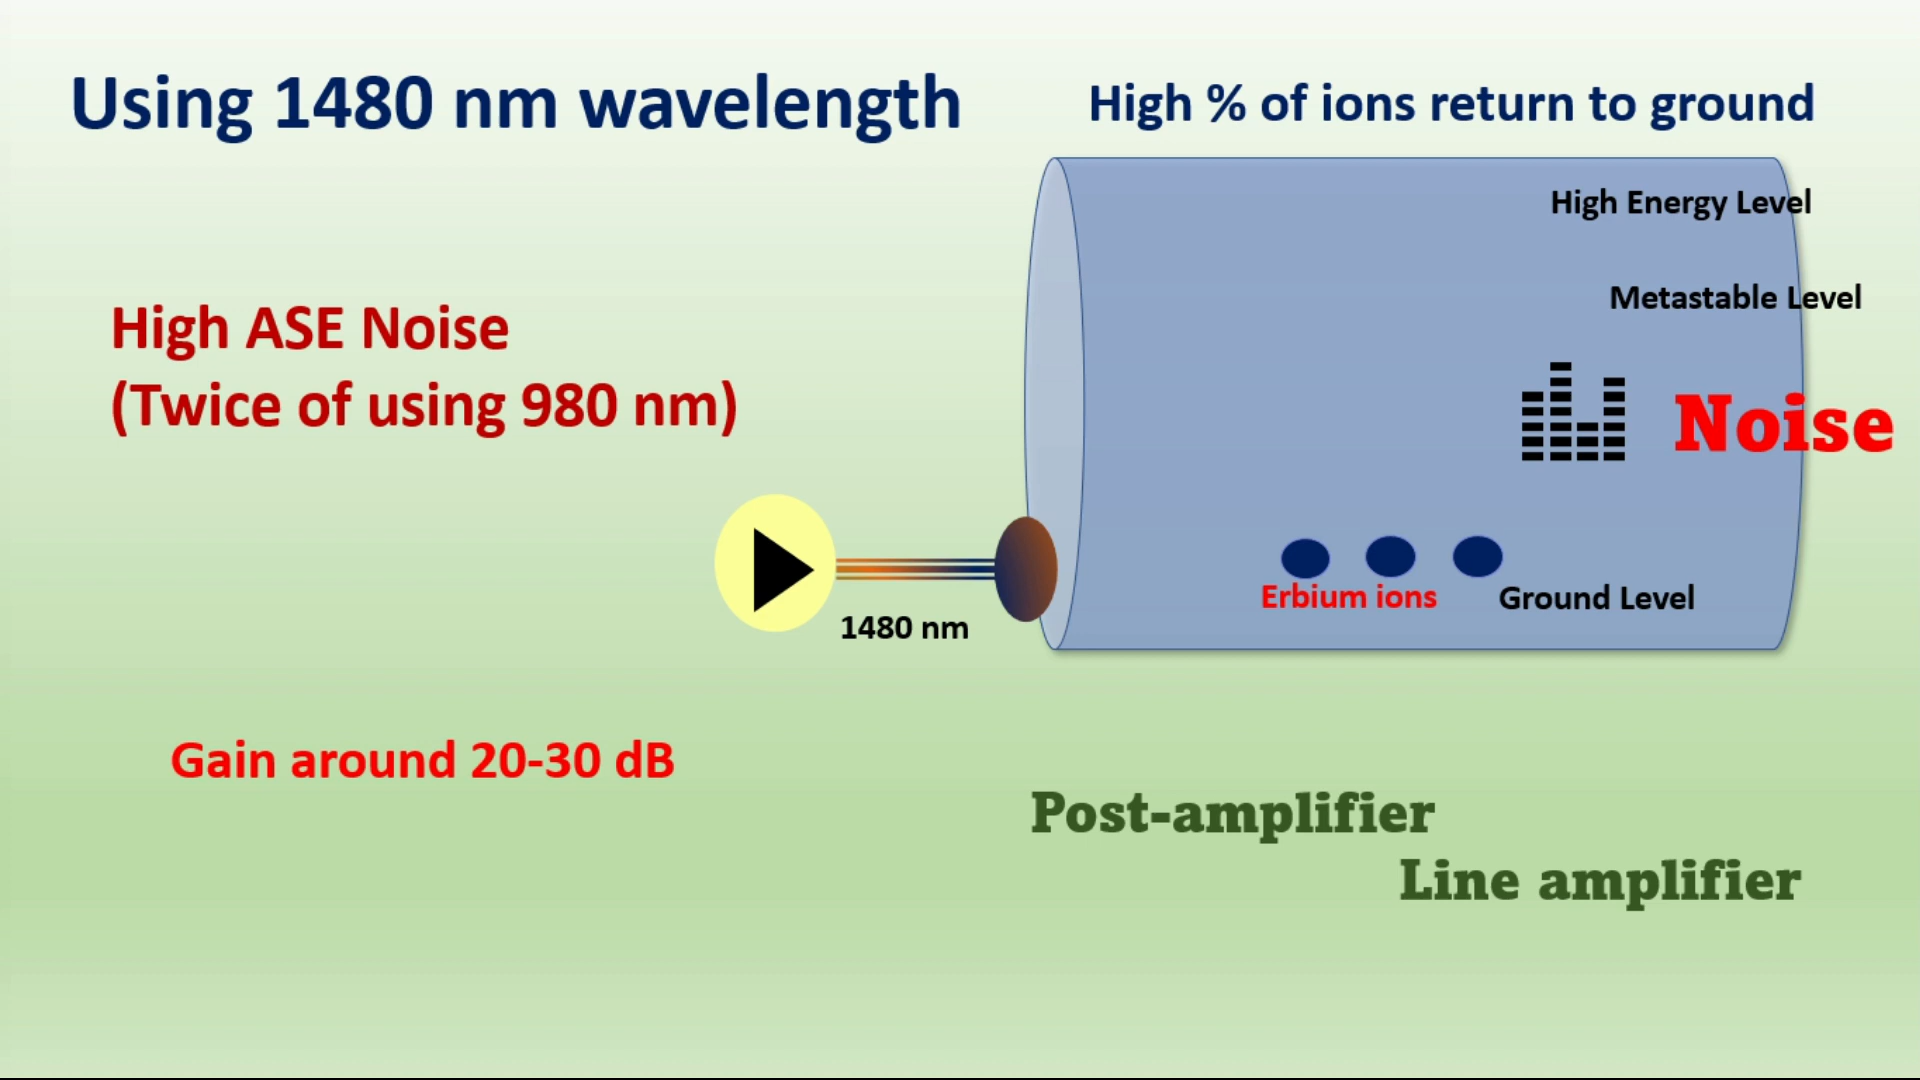 Using 1480 nm wavelength
High % of ions return to ground
High Energy Level
Metastable Level
High ASE Noise
(Twice of using 980 nm)
Noise
Erbium ions
Ground Level
1480 nm
Gain around 20-30 dB
Post-amplifier
Line amplifier